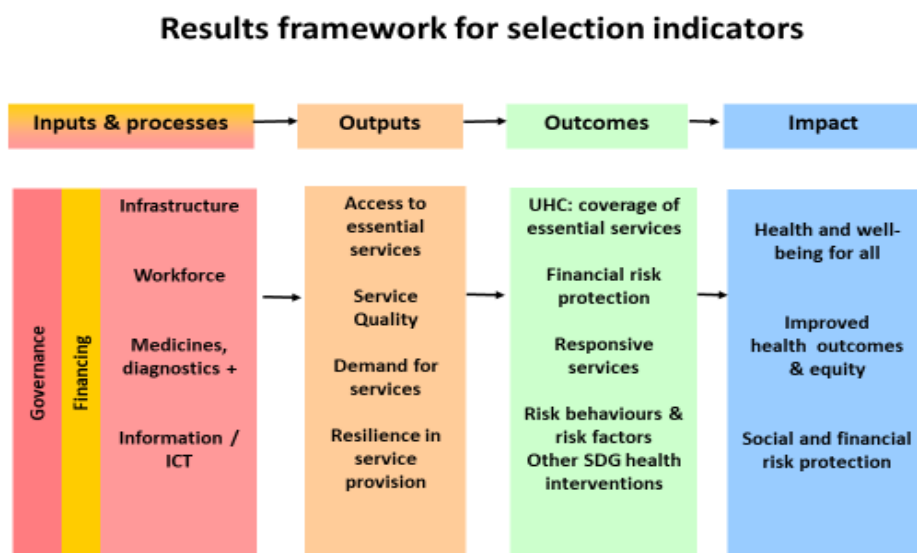 Results framework for selection indicators
Inputs & processes
Outputs
Outcomes
Impact
Governance
Financing
Infrastructure
Workforce
Medicines,
diagnostics +
Information /
ICT
Access to
essential
services
Service
Quality
Demand for
services
Resilience in
service
provision
UHC: coverage of
essential services
Financial risk
protection
Responsive
services
Risk behaviours &
risk factors
Other SDG health
interventions
Health and well-
being for all
Improved
health outcomes
& equity
Social and financial
risk protection